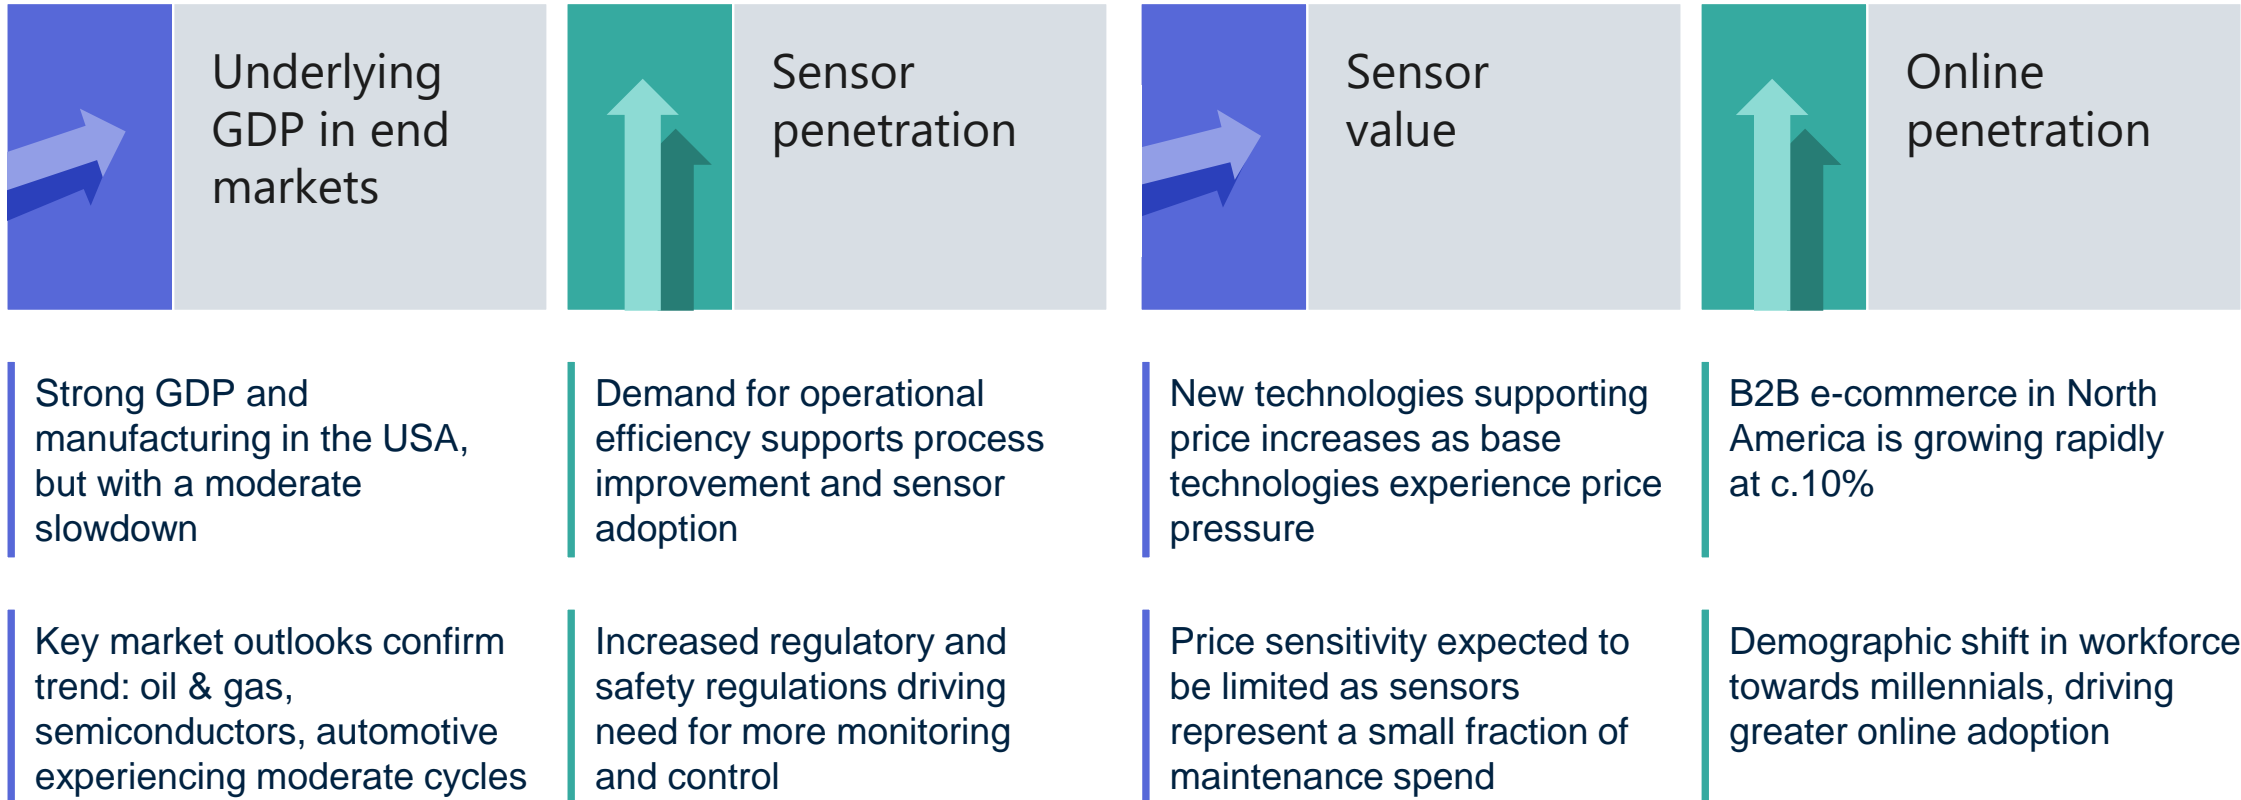 Underlying
GDP in end
markets
Sensor
penetration
Sensor
value
Online
penetration
Strong GDP and
manufacturing in the USA,
but with a moderate
slowdown
Demand for operational
efficiency supports process
improvement and sensor
adoption
New technologies supporting
price increases as base
technologies experience price
pressure
B2B e-commerce in North
America is growing rapidly
at c.10%
Key market outlooks confirm
trend: oil & gas,
semiconductors, automotive
experiencing moderate cycles
Increased regulatory and
safety regulations driving
need for more monitoring
and control
Price sensitivity expected to
be limited as sensors
represent a small fraction of
maintenance spend
Demographic shift in workforce
towards millennials, driving
greater online adoption